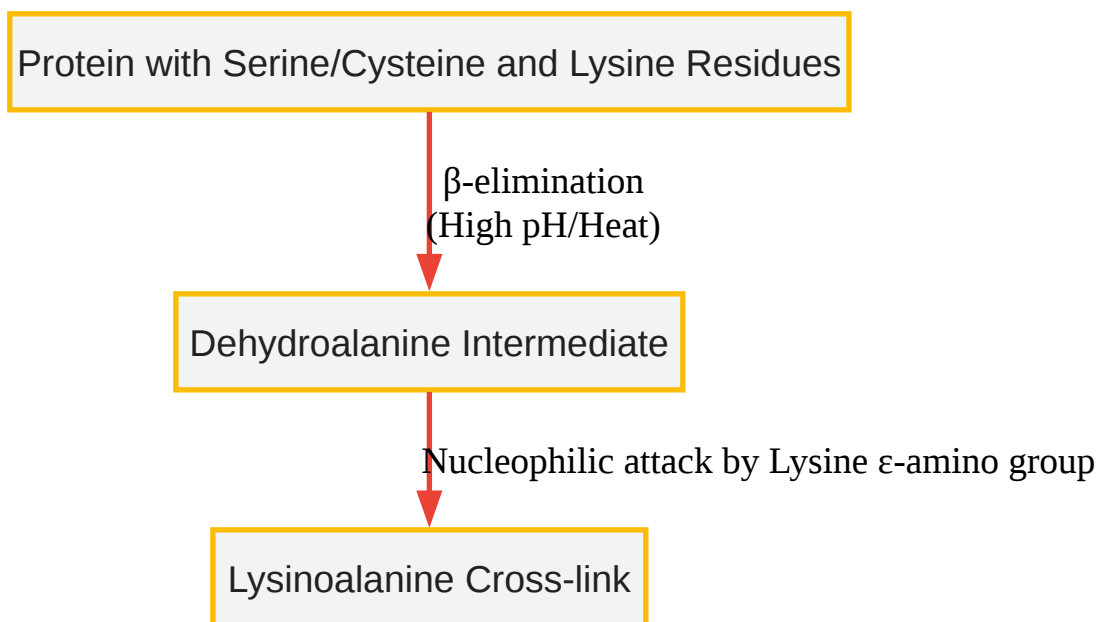 Protein with Serine/Cysteine and Lysine Residues
β-elimination
(High pH/Heat)
Dehydroalanine Intermediate
Nucleophilic attack by Lysine ε-amino group
Lysinoalanine Cross-link